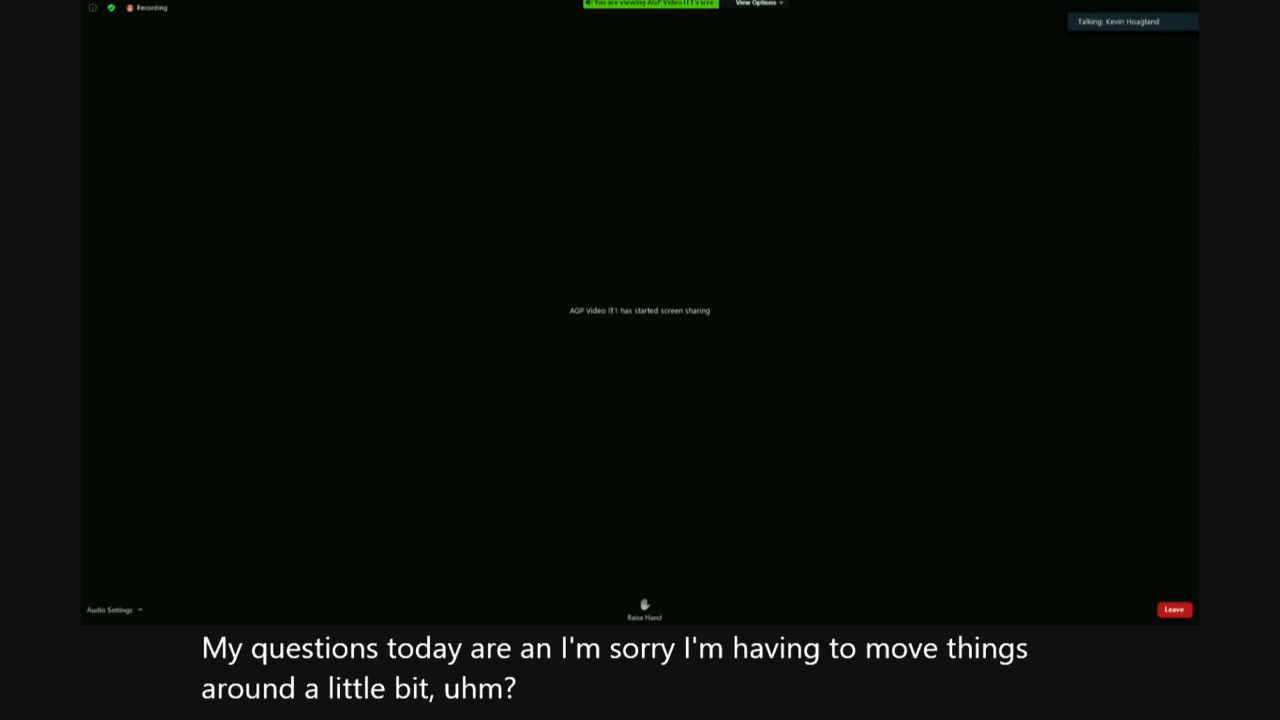 Recording
You are viewing AGP Video IT1's scre
View Options
Talking: Kevin Hoagland
AGP Video IT1 has started screen sharing
Audio Settings
Raise Hand
Leave
My questions today are an I'm sorry I'm having to move things
around a little bit, uhm?